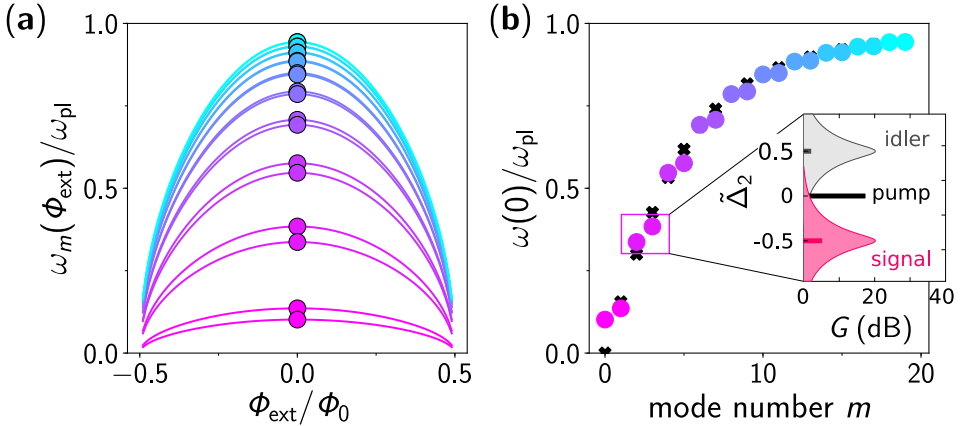 (a)
1.0
0.5
0.0
ω_m(Φ_ext)/ω_pl
−0.5
0.0
0.5
Φ_ext/Φ_0
(b)
1.0
0.5
0.0
ω(0)/ω_pl
0
10
20
mode number m
Δ̃_2
0.5
0
-0.5
idler
pump
signal
0
20
40
G (dB)